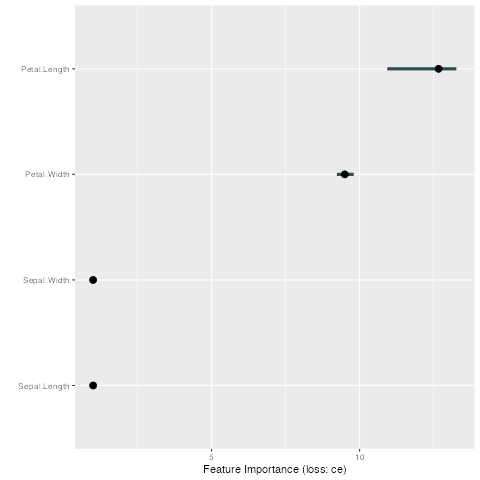 Petal.Length
Petal.Width
Sepal.Width
Sepal.Length
5
10
Feature Importance (loss: ce)